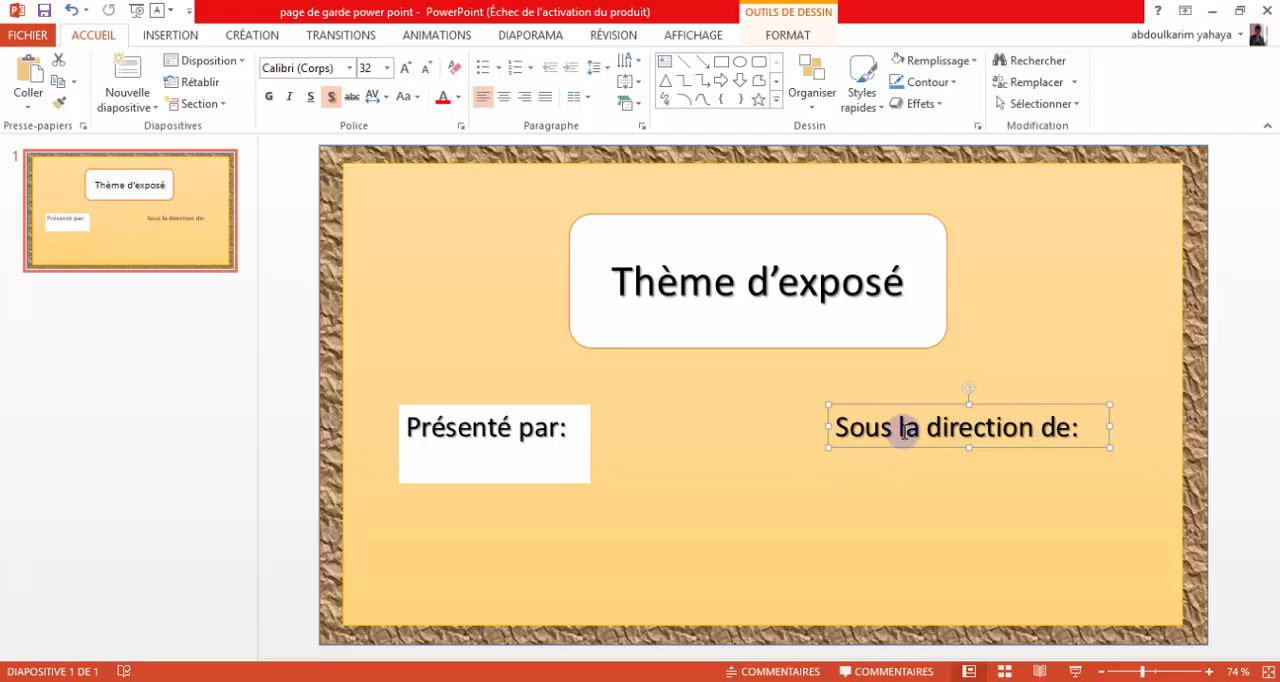 page de garde power point - PowerPoint (Échec de l'activation du produit)
OUTILS DE DESSIN
FICHIER ACCUEIL INSERTION CRÉATION TRANSITIONS ANIMATIONS DIAPORAMA RÉVISION AFFICHAGE FORMAT
abdoulkarim yahaya
Coller
Nouvelle
diapositive
Disposition
Rétablir
Section
Calibri (Corps) 32
G I S S abc AV Aa A
Organiser
Styles
rapides
Remplissage
Contour
Effets
Rechercher
Remplacer
Sélectionner
Presse-papiers Diapositives Police Paragraphe Dessin Modification
1
Thème d'exposé
Présenté par:
Sous la direction de:
Thème d’exposé
Présenté par:
Sous la direction de:
DIAPOSITIVE 1 DE 1
COMMENTAIRES
COMMENTAIRES
74 %